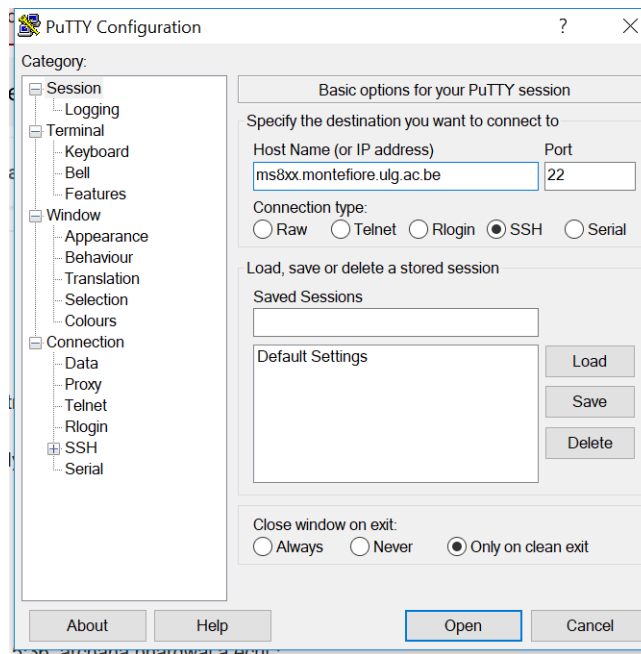 PuTTY Configuration
?
Category:
Session
Logging
Terminal
Keyboard
Bell
Features
Window
Appearance
Behaviour
Translation
Selection
Colours
Connection
Data
Proxy
Telnet
Rlogin
SSH
Serial
Basic options for your PuTTY session
Specify the destination you want to connect to
Host Name (or IP address) Port
ms8xx.montefiore.ulg.ac.be 22
Connection type:
Raw Telnet Rlogin SSH Serial
Load, save or delete a stored session
Saved Sessions
Default Settings
Load
Save
Delete
Close window on exit:
Always Never Only on clean exit
About Help Open Cancel